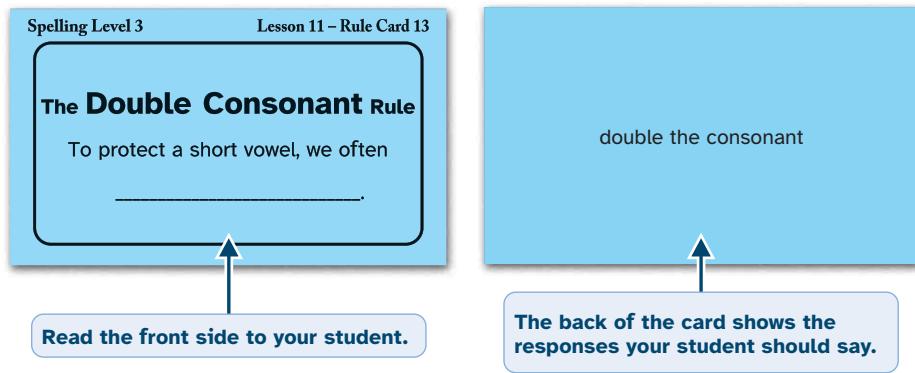 Spelling Level 3 Lesson 11 – Rule Card 13
The Double Consonant Rule
To protect a short vowel, we often
____________________________.
Read the front side to your student.
double the consonant
The back of the card shows the
responses your student should say.